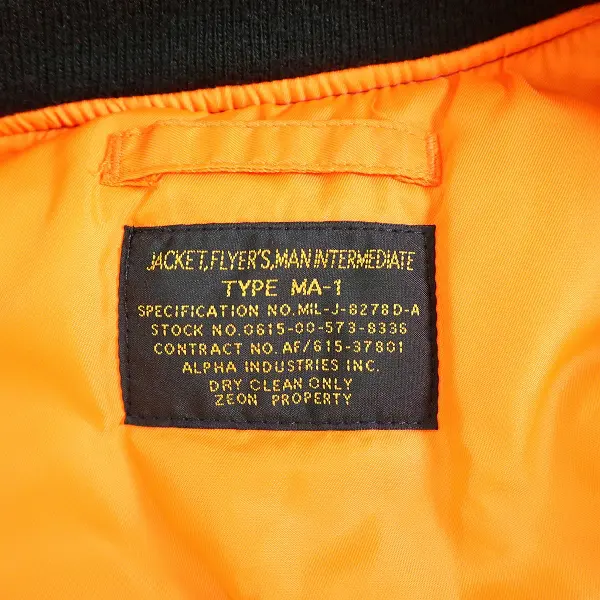 JACKET,FLYER'S,MAN INTERMEDIATE
TYPE MA-1
SPECIFICATION NO.MIL-J-8278D-A
STOCK NO.0615-00-573-8336
CONTRACT NO.AF/615-37801
ALPHA INDUSTRIES INC.
DRY CLEAN ONLY
ZEON PROPERTY